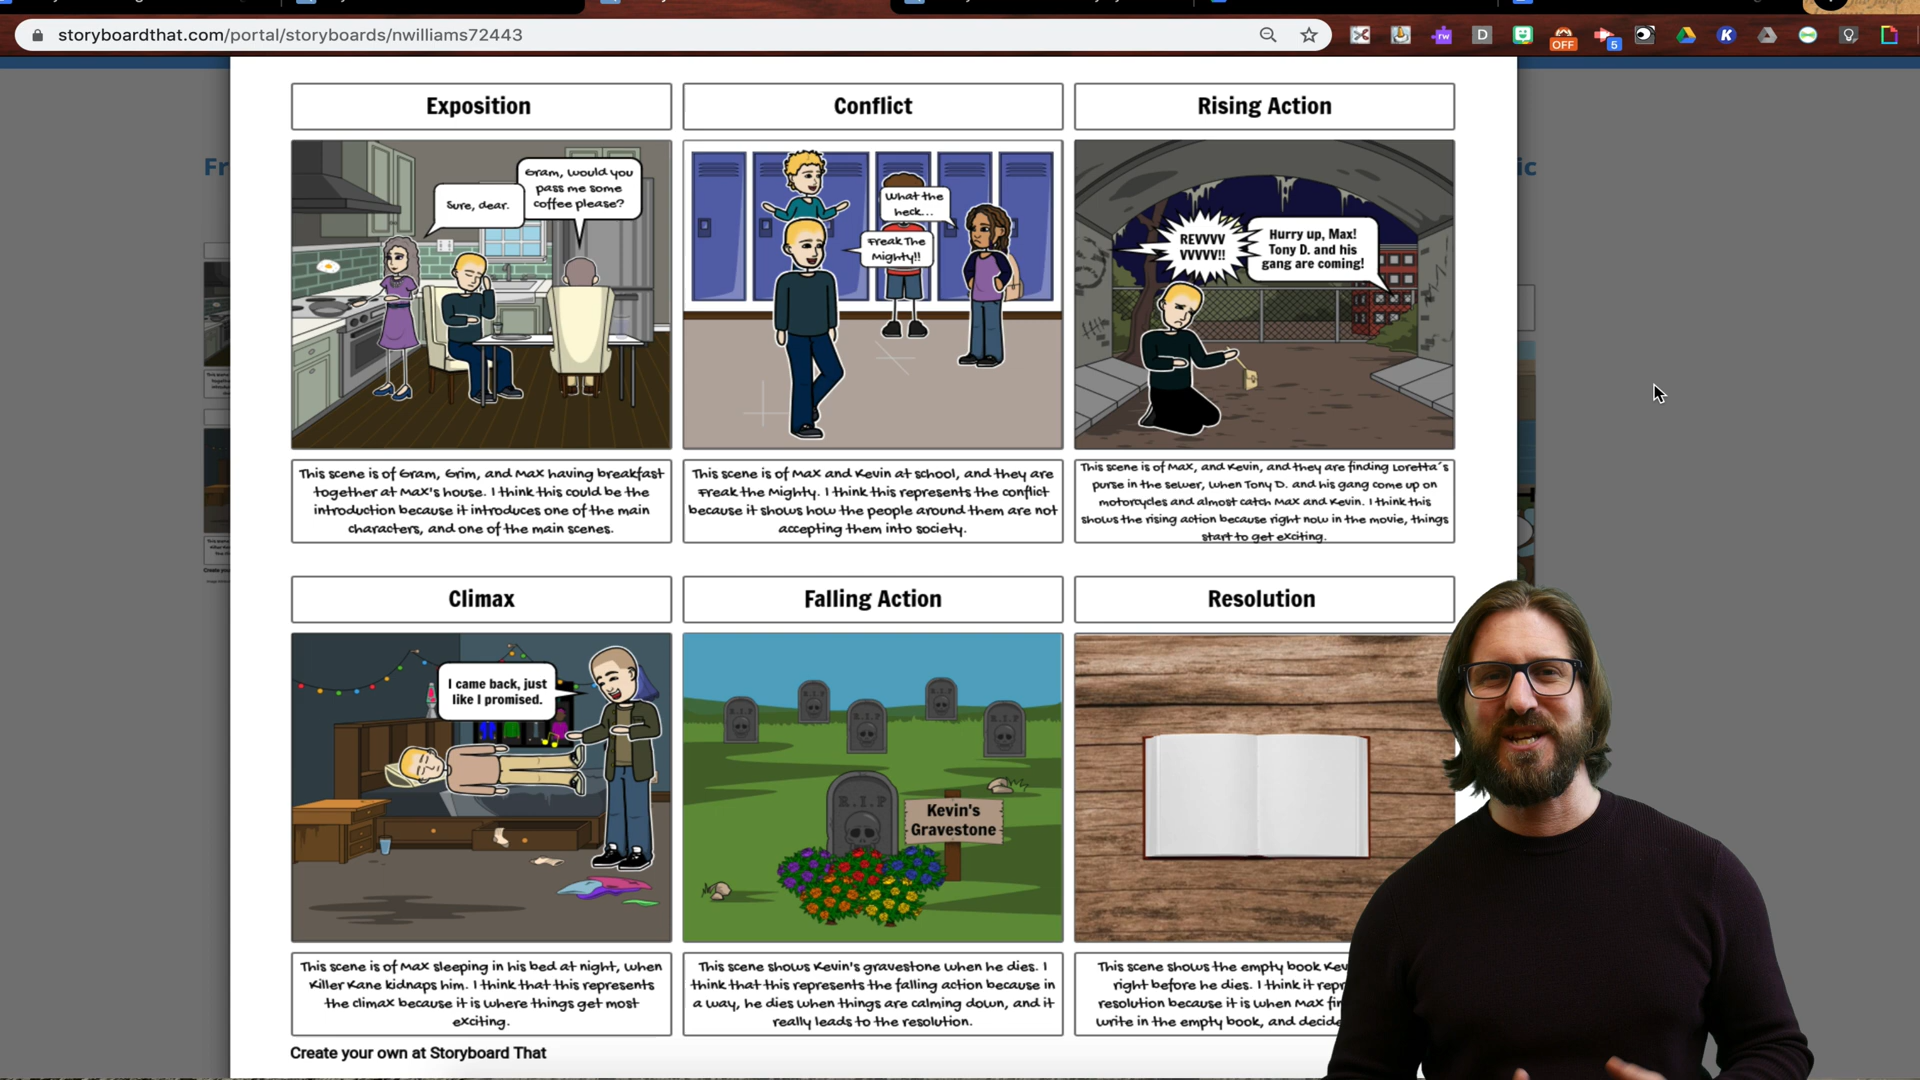 storyboardthat.com/portal/storyboards/nwilliams72443
OFF
5
Fr
ic
Exposition
Conflict
Rising Action
Sure, dear.
Gram, would you
pass me some
coffee please?
What the
heck...
Freak The
Mighty!!
REVVVV
VVVVV!!
Hurry up, Max!
Tony D. and his
gang are coming!
This scene is of Gram, Grim, and Max having breakfast
together at Max's house. I think this could be the
introduction because it introduces one of the main
characters, and one of the main scenes.
This scene is of Max and Kevin at school, and they are
Freak the Mighty. I think this represents the conflict
because it shows how the people around them are not
accepting them into society.
This scene is of Max, and Kevin, and they are finding Loretta´s
purse in the sewer, when Tony D. and his gang come up on
motorcycles and almost catch Max and Kevin. I think this
shows the rising action because right now in the movie, things
start to get exciting.
Climax
Falling Action
Resolution
I came back, just
like I promised.
R.I.P
R.I.P
R.I.P
R.I.P
R.I.P
R.I.P
Kevin's
Gravestone
This scene is of Max sleeping in his bed at night, when
Killer Kane kidnaps him. I think that this represents
the climax because it is where things get most
exciting.
This scene shows Kevin's gravestone when he dies. I
think that this represents the falling action because in
a way, he dies when things are calming down, and it
really leads to the resolution.
This scene shows the empty book Kev
right before he dies. I think it repr
resolution because it is when Max fin
write in the empty book, and decide
Create your own at Storyboard That